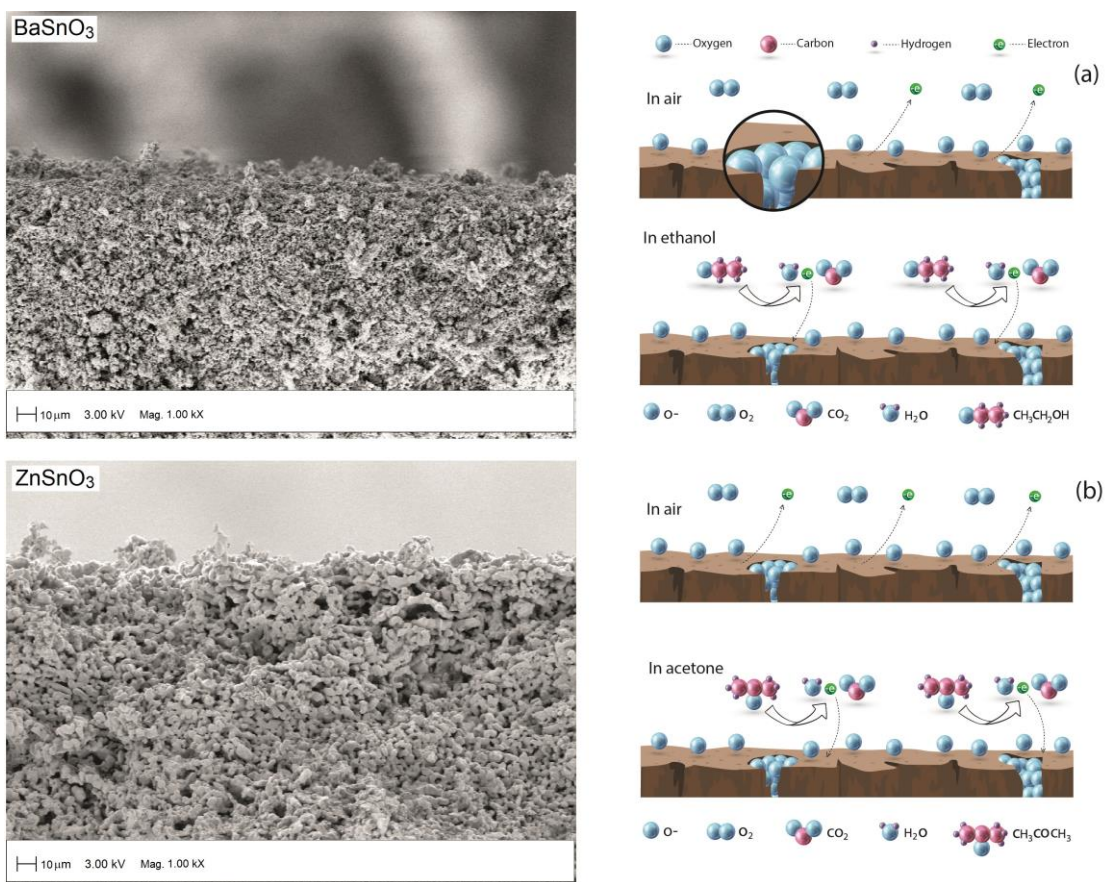 BaSnO₃
10 µm 3.00 kV Mag. 1.00 kX
ZnSnO₃
10 µm 3.00 kV Mag. 1.00 kX
Oxygen Carbon Hydrogen Electron
(a)
In air
-e -e
In ethanol
-e -e
O- O₂ CO₂ H₂O CH₃CH₂OH
(b)
In air
-e -e -e
In acetone
-e -e
O- O₂ CO₂ H₂O CH₃COCH₃